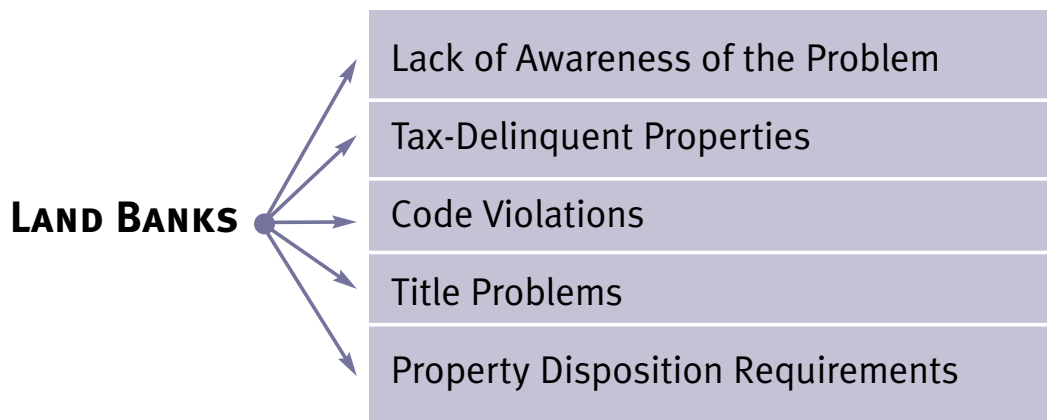 Lack of Awareness of the Problem
Tax-Delinquent Properties
LAND BANKS
Code Violations
Title Problems
Property Disposition Requirements